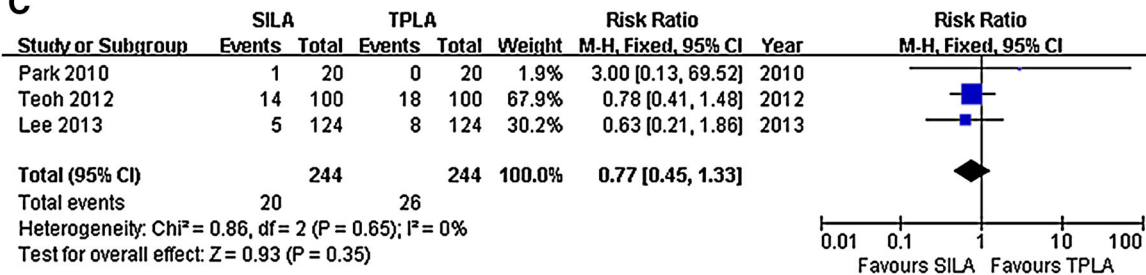 C
SILA TPLA Risk Ratio Risk Ratio
Study or Subgroup Events Total Events Total Weight M-H, Fixed, 95% CI Year M-H, Fixed, 95% CI
Park 2010 1 20 0 20 1.9% 3.00 [0.13, 69.52] 2010
Teoh 2012 14 100 18 100 67.9% 0.78 [0.41, 1.48] 2012
Lee 2013 5 124 8 124 30.2% 0.63 [0.21, 1.86] 2013
Total (95% CI) 244 244 100.0% 0.77 [0.45, 1.33]
Total events 20 26
Heterogeneity: Chi² = 0.86, df = 2 (P = 0.65); I² = 0%
Test for overall effect: Z = 0.93 (P = 0.35)
0.01 0.1 1 10 100
Favours SILA Favours TPLA